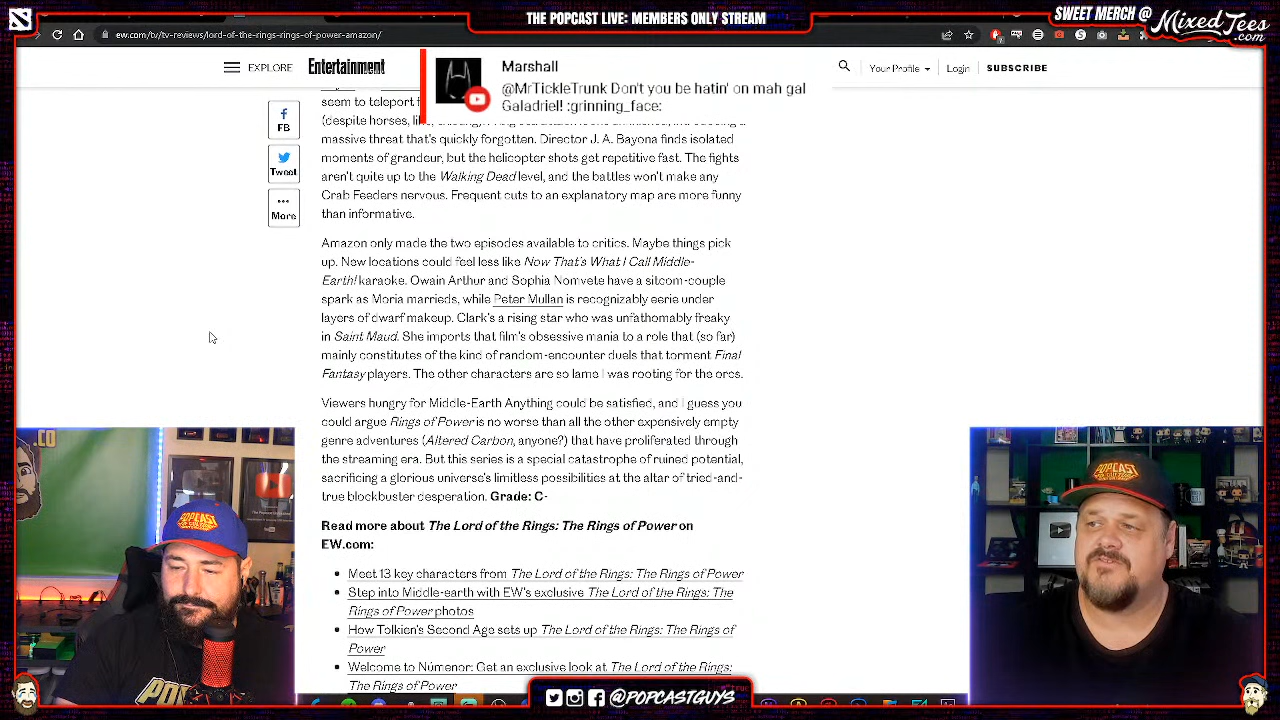 THE POPCAST LIVE: MEMBERS ONLY STREAM
SWEET MERCH @
MixedTees.com
ew.com/tv/tv-reviews/lord-of-the-rings-rings-of-power-am
EXPLORE
Entertainment
Your Profile
Login
SUBSCRIBE
Marshall
@MrTickleTrunk Don't you be hatin' on mah gal
Galadriel! :grinning_face:
FB
Tweet
More
seem to teleport f
(despite horses,
massive threat that's quickly forgotten. Director J. A. Bayona finds isolated
moments of grandeur, but the helicopter shots get repetitive fast. The fights
aren't quite up to the Walking Dead level, and the battles won't make any
Crab Feeders nervous. Frequent cuts to an explanatory map are more funny
than informative.
Amazon only made the two episodes available to critics. Maybe things pick
up. New locations could feel less like Now That's What I Call Middle-
Earth! karaoke. Owain Arthur and Sophia Nomvete have a sitcom-couple
spark as Moria marrieds, while Peter Mullan is recognizably eerie under
layers of dwarf makeup. Clark's a rising star who was unfathomably freaky
in Saint Maud. She imports that film's obsessive mania to a role that (so far)
mainly constitutes of the kind of random-encounter duels that torment Final
Fantasy players. The other characters are so lame I was rooting for the orcs.
Viewers hungry for Middle-Earth Anything could be satisfied, and I guess you
could argue Rings of Power is no worse than all the other expensively empty
genre adventures (Altered Carbon, anyone?) that have proliferated through
the streaming era. But this series is a special catastrophe of ruined potential,
sacrificing a glorious universe's limitless possibilities at the altar of tried-and-
true blockbuster desperation. Grade: C-
Read more about The Lord of the Rings: The Rings of Power on
EW.com:
Meet 13 key characters from The Lord of the Rings: The Rings of Power
Step into Middle-earth with EW's exclusive The Lord of the Rings: The
Rings of Power photos
How Tolkien's Second Age sets up The Lord of the Rings: The Rings of
Power
Welcome to Númenor: Get an exclusive look at The Lord of the Rings:
The Rings of Power
.CO
POPCAST
POPCAST
POP
@POPCASTGUYS